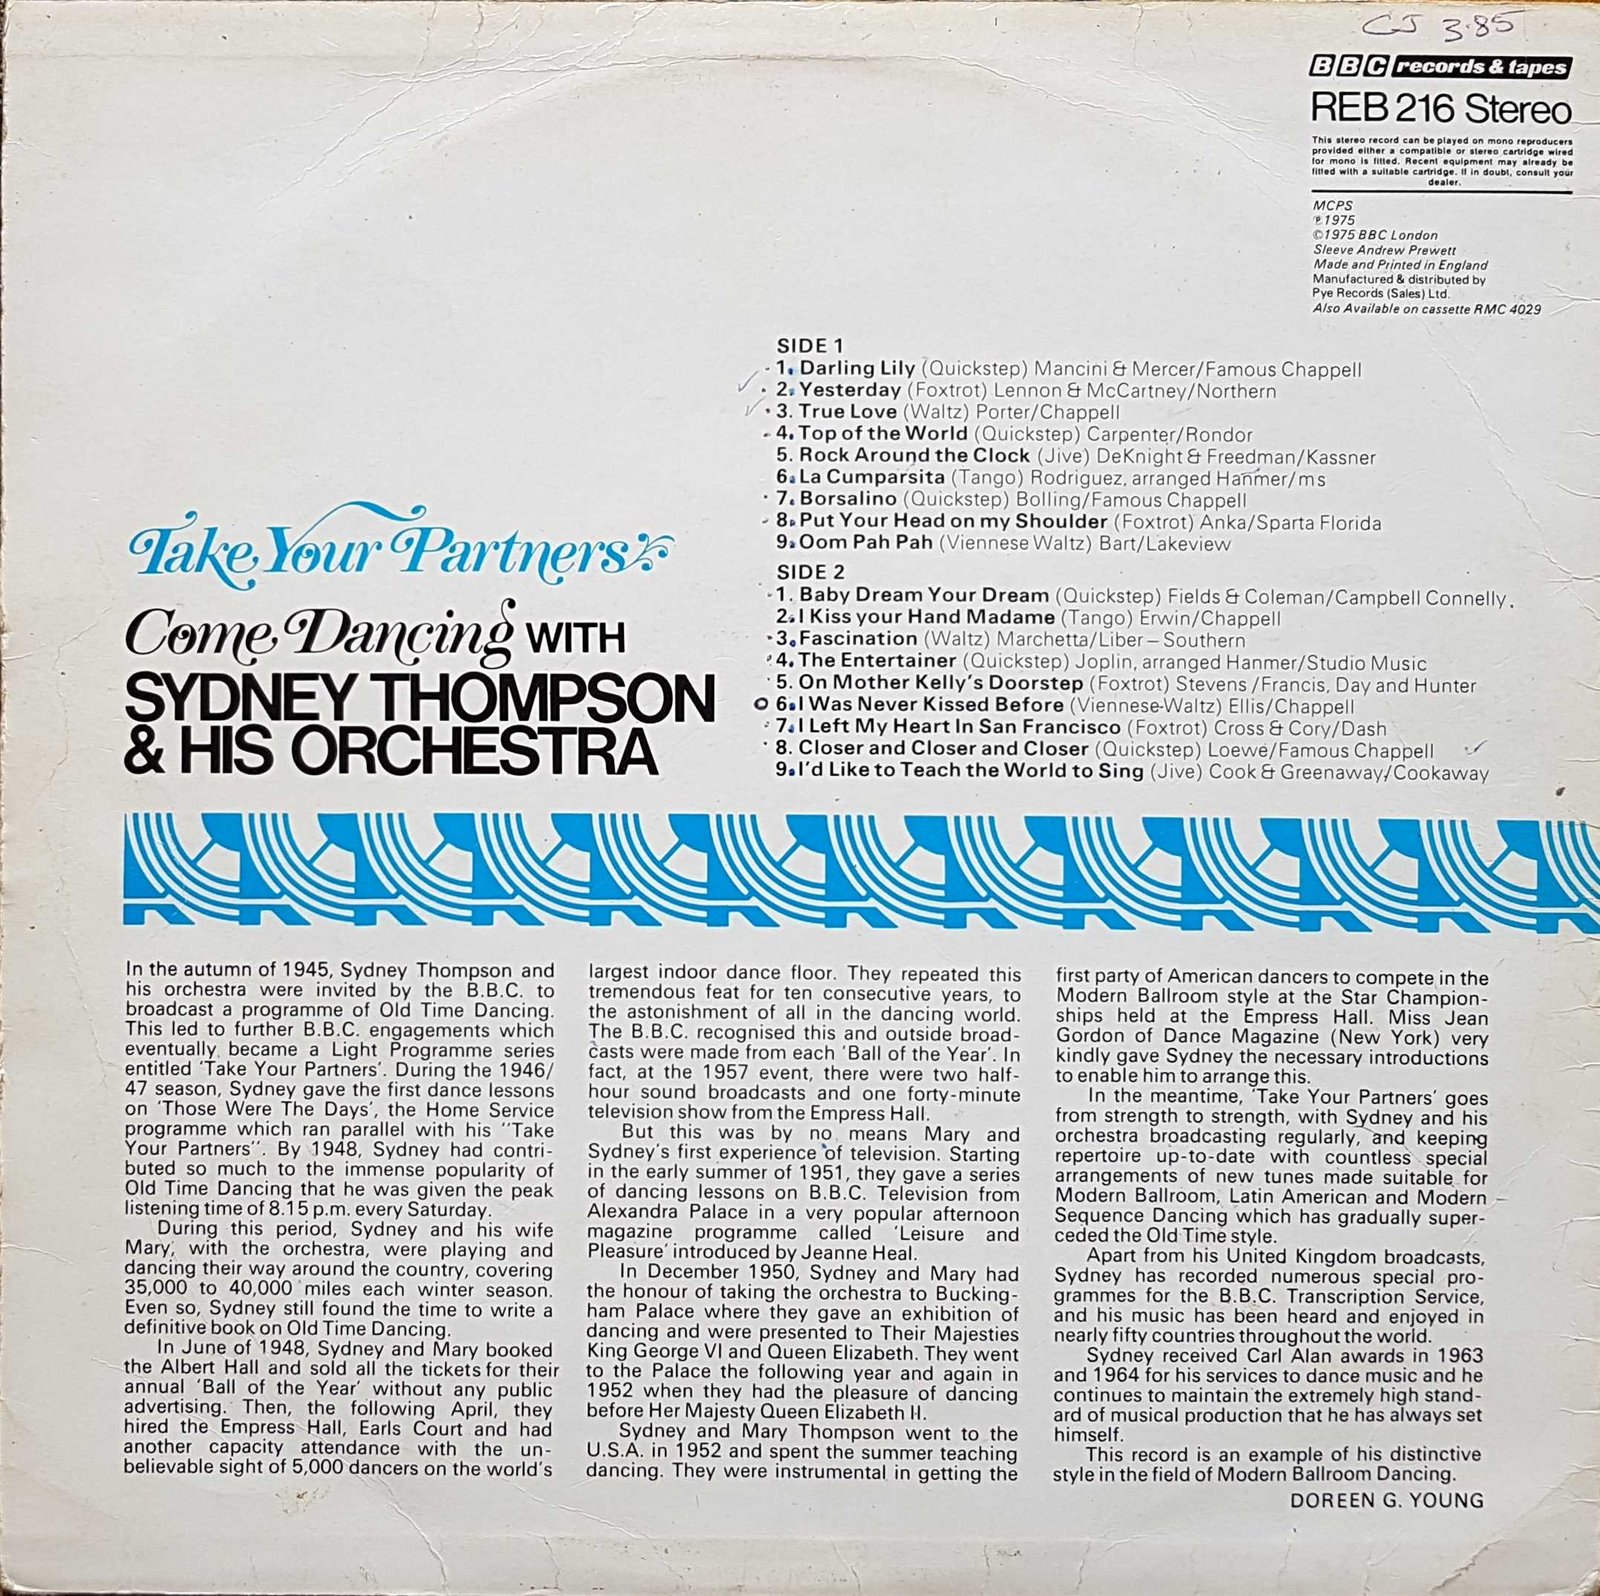 CJ 3.85
BBC records & tapes
REB 216 Stereo
This stereo record can be played on mono reproducers
provided either a compatible or stereo cartridge wired
for mono is fitted. Recent equipment may already be
fitted with a suitable cartridge. If in doubt, consult your
dealer.
MCPS
℗1975
©1975 BBC London
Sleeve Andrew Prewett
Made and Printed in England
Manufactured & distributed by
Pye Records (Sales) Ltd.
Also Available on cassette RMC 4029
SIDE 1
1. Darling Lily (Quickstep) Mancini & Mercer/Famous Chappell
2. Yesterday (Foxtrot) Lennon & McCartney/Northern
3. True Love (Waltz) Porter/Chappell
4. Top of the World (Quickstep) Carpenter/Rondor
5. Rock Around the Clock (Jive) DeKnight & Freedman/Kassner
6. La Cumparsita (Tango) Rodriguez, arranged Hanmer/ms
7. Borsalino (Quickstep) Bolling/Famous Chappell
8. Put Your Head on my Shoulder (Foxtrot) Anka/Sparta Florida
9. Oom Pah Pah (Viennese Waltz) Bart/Lakeview
SIDE 2
1. Baby Dream Your Dream (Quickstep) Fields & Coleman/Campbell Connelly.
2. I Kiss your Hand Madame (Tango) Erwin/Chappell
3. Fascination (Waltz) Marchetta/Liber – Southern
4. The Entertainer (Quickstep) Joplin, arranged Hanmer/Studio Music
5. On Mother Kelly's Doorstep (Foxtrot) Stevens/Francis, Day and Hunter
6. I Was Never Kissed Before (Viennese-Waltz) Ellis/Chappell
7. I Left My Heart In San Francisco (Foxtrot) Cross & Cory/Dash
8. Closer and Closer and Closer (Quickstep) Loewe/Famous Chappell
9. I'd Like to Teach the World to Sing (Jive) Cook & Greenaway/Cookaway
Take Your Partners
Come Dancing WITH
SYDNEY THOMPSON
& HIS ORCHESTRA
In the autumn of 1945, Sydney Thompson and
his orchestra were invited by the B.B.C. to
broadcast a programme of Old Time Dancing.
This led to further B.B.C. engagements which
eventually became a Light Programme series
entitled 'Take Your Partners'. During the 1946/
47 season, Sydney gave the first dance lessons
on 'Those Were The Days', the Home Service
programme which ran parallel with his "Take
Your Partners". By 1948, Sydney had contri-
buted so much to the immense popularity of
Old Time Dancing that he was given the peak
listening time of 8.15 p.m. every Saturday.
During this period, Sydney and his wife
Mary, with the orchestra, were playing and
dancing their way around the country, covering
35,000 to 40,000 miles each winter season.
Even so, Sydney still found the time to write a
definitive book on Old Time Dancing.
In June of 1948, Sydney and Mary booked
the Albert Hall and sold all the tickets for their
annual 'Ball of the Year' without any public
advertising. Then, the following April, they
hired the Empress Hall, Earls Court and had
another capacity attendance with the un-
believable sight of 5,000 dancers on the world's
largest indoor dance floor. They repeated this
tremendous feat for ten consecutive years, to
the astonishment of all in the dancing world.
The B.B.C. recognised this and outside broad-
casts were made from each 'Ball of the Year'. In
fact, at the 1957 event, there were two half-
hour sound broadcasts and one forty-minute
television show from the Empress Hall.
But this was by no means Mary and
Sydney's first experience of television. Starting
in the early summer of 1951, they gave a series
of dancing lessons on B.B.C. Television from
Alexandra Palace in a very popular afternoon
magazine programme called 'Leisure and
Pleasure' introduced by Jeanne Heal.
In December 1950, Sydney and Mary had
the honour of taking the orchestra to Bucking-
ham Palace where they gave an exhibition of
dancing and were presented to Their Majesties
King George VI and Queen Elizabeth. They went
to the Palace the following year and again in
1952 when they had the pleasure of dancing
before Her Majesty Queen Elizabeth II.
Sydney and Mary Thompson went to the
U.S.A. in 1952 and spent the summer teaching
dancing. They were instrumental in getting the
first party of American dancers to compete in the
Modern Ballroom style at the Star Champion-
ships held at the Empress Hall. Miss Jean
Gordon of Dance Magazine (New York) very
kindly gave Sydney the necessary introductions
to enable him to arrange this.
In the meantime, 'Take Your Partners' goes
from strength to strength, with Sydney and his
orchestra broadcasting regularly, and keeping
repertoire up-to-date with countless special
arrangements of new tunes made suitable for
Modern Ballroom, Latin American and Modern
Sequence Dancing which has gradually super-
ceded the Old Time style.
Apart from his United Kingdom broadcasts,
Sydney has recorded numerous special pro-
grammes for the B.B.C. Transcription Service,
and his music has been heard and enjoyed in
nearly fifty countries throughout the world.
Sydney received Carl Alan awards in 1963
and 1964 for his services to dance music and he
continues to maintain the extremely high stand-
ard of musical production that he has always set
himself.
This record is an example of his distinctive
style in the field of Modern Ballroom Dancing.
DOREEN G. YOUNG